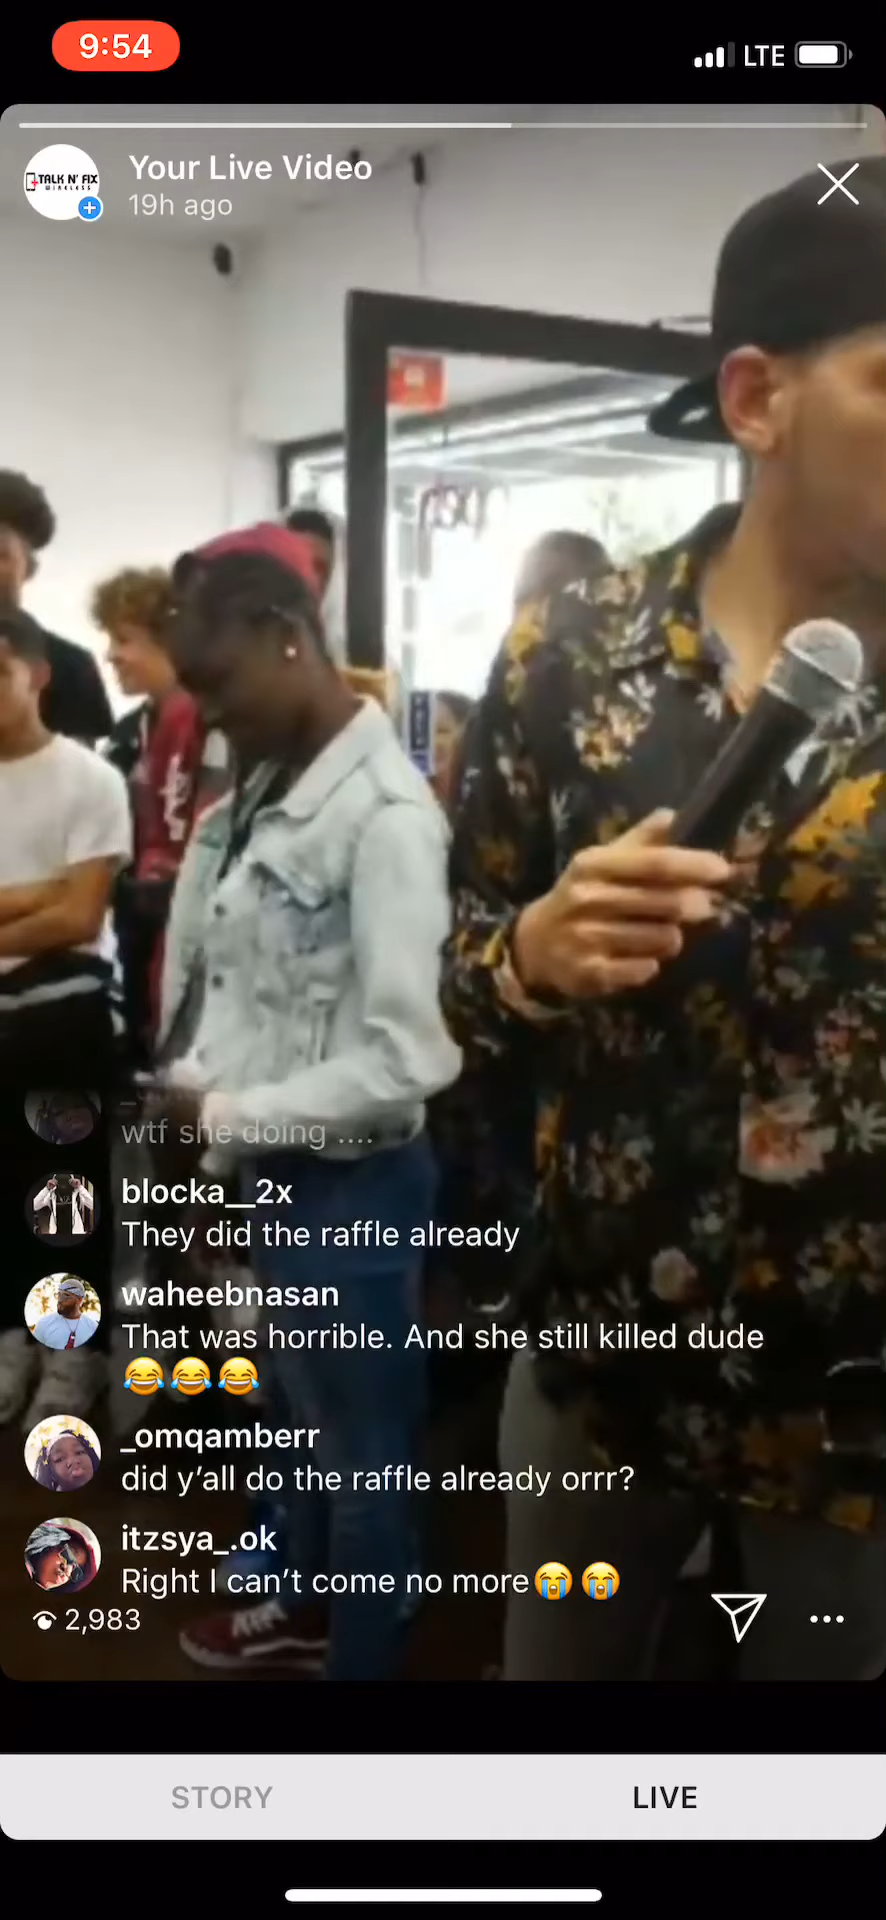 9:54
LTE
TALK N' FIX
WIRELESS
Your Live Video
19h ago
open
wtf she doing ....
blocka__2x
They did the raffle already
waheebnasan
That was horrible. And she still killed dude
😂😂😂
_omqamberr
did y’all do the raffle already orrr?
itzsya_.ok
Right I can’t come no more😭😭
2,983
STORY
LIVE